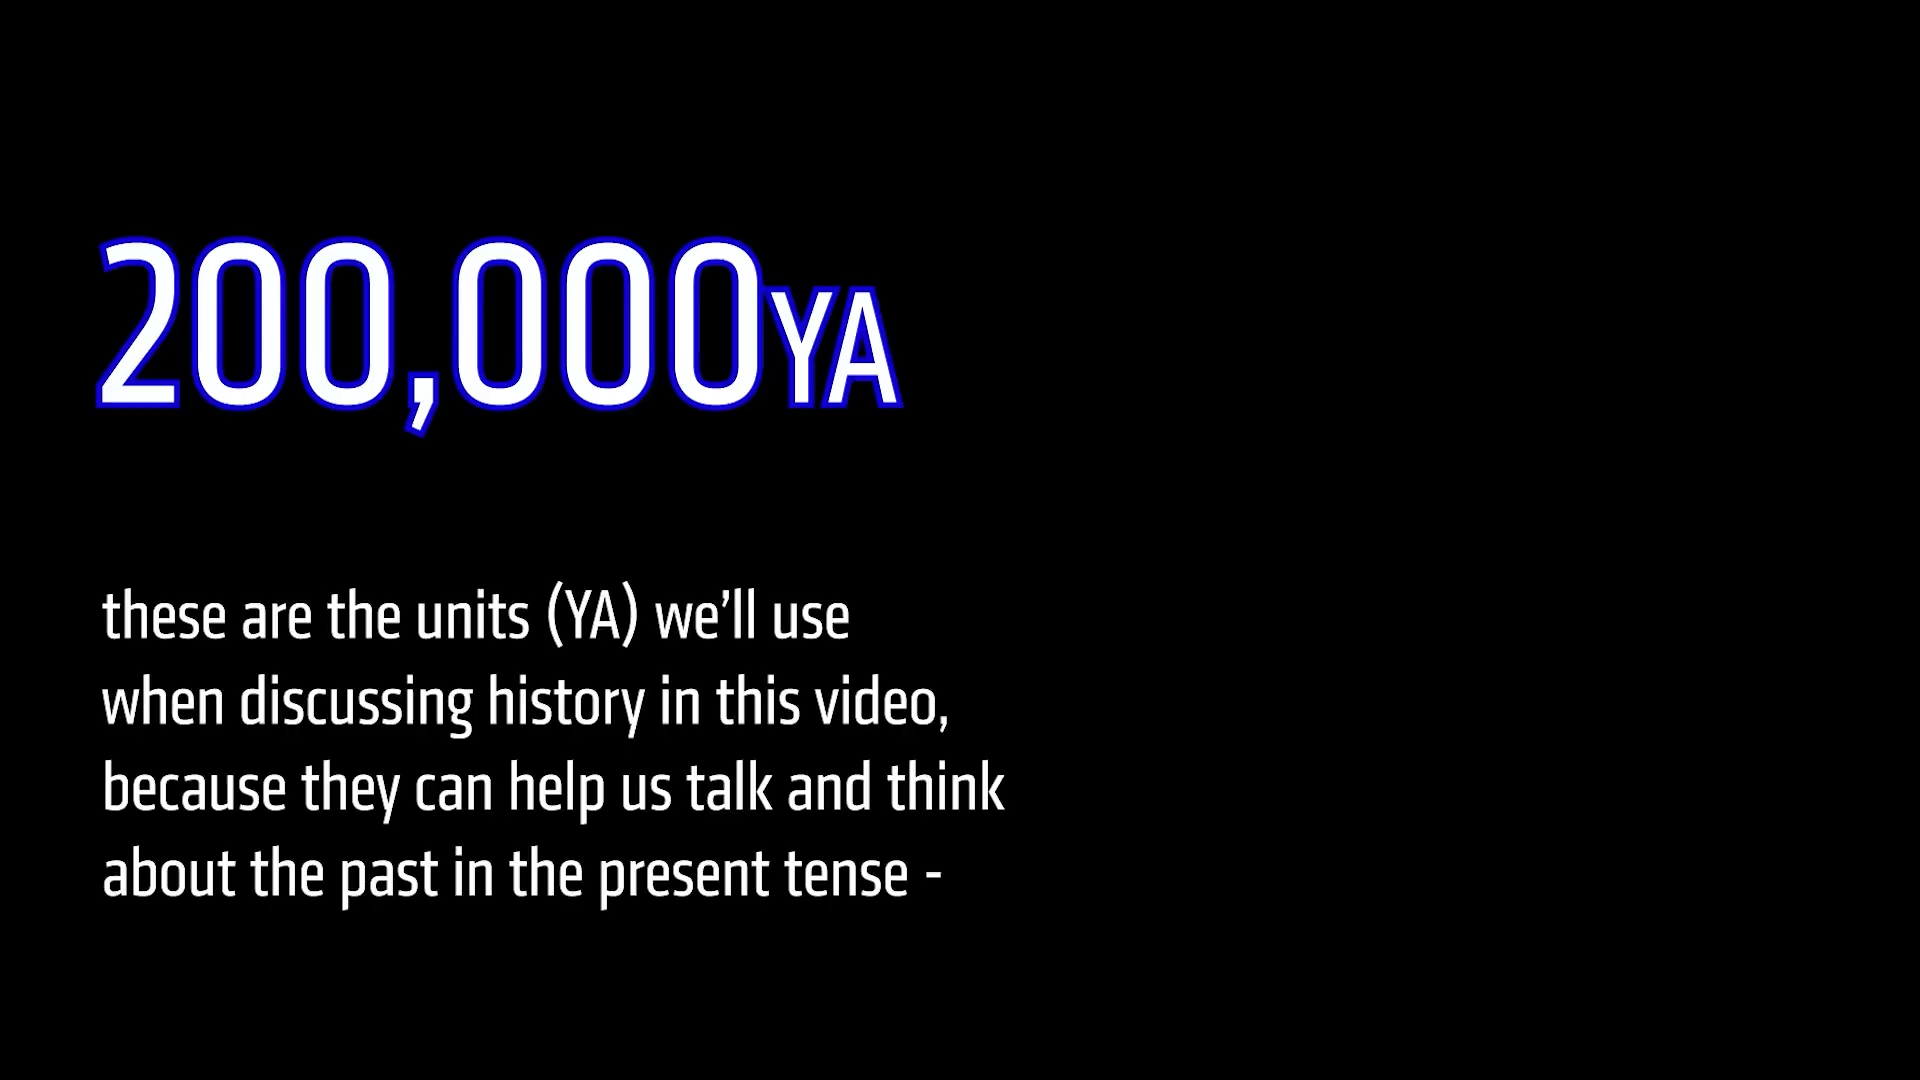 200,000YA
these are the units (YA) we’ll use
when discussing history in this video,
because they can help us talk and think
about the past in the present tense -